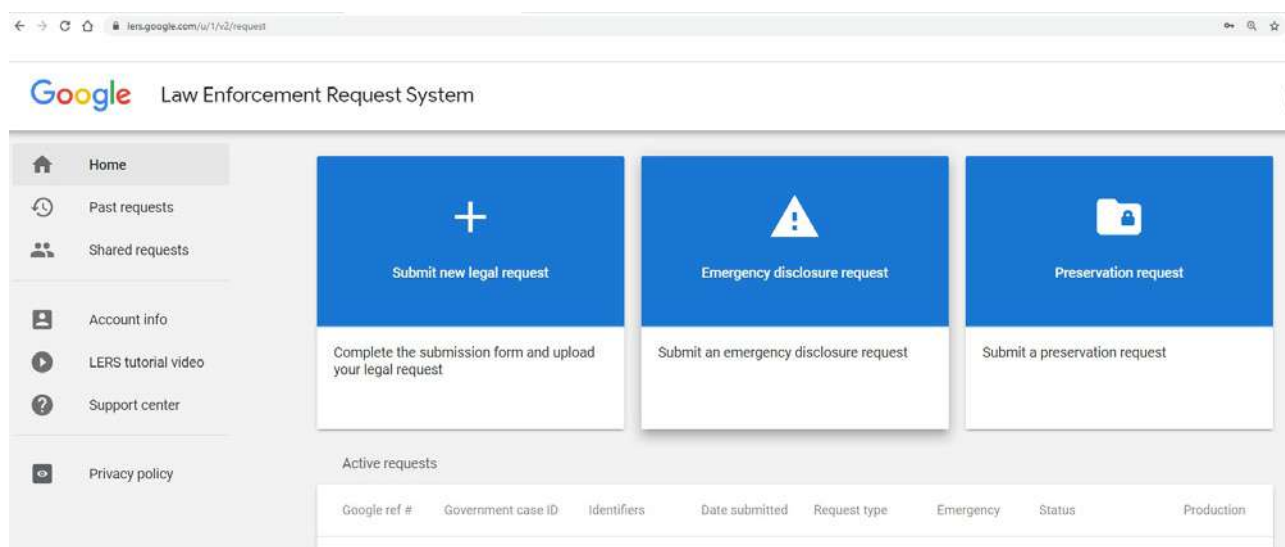 lers.google.com/u/1/v2/request
Google Law Enforcement Request System
Home
Past requests
Shared requests
Account info
LERS tutorial video
Support center
Privacy policy
Submit new legal request
Complete the submission form and upload
your legal request
Emergency disclosure request
Submit an emergency disclosure request
Preservation request
Submit a preservation request
Active requests
Google ref # Government case ID Identifiers Date submitted Request type Emergency Status Production